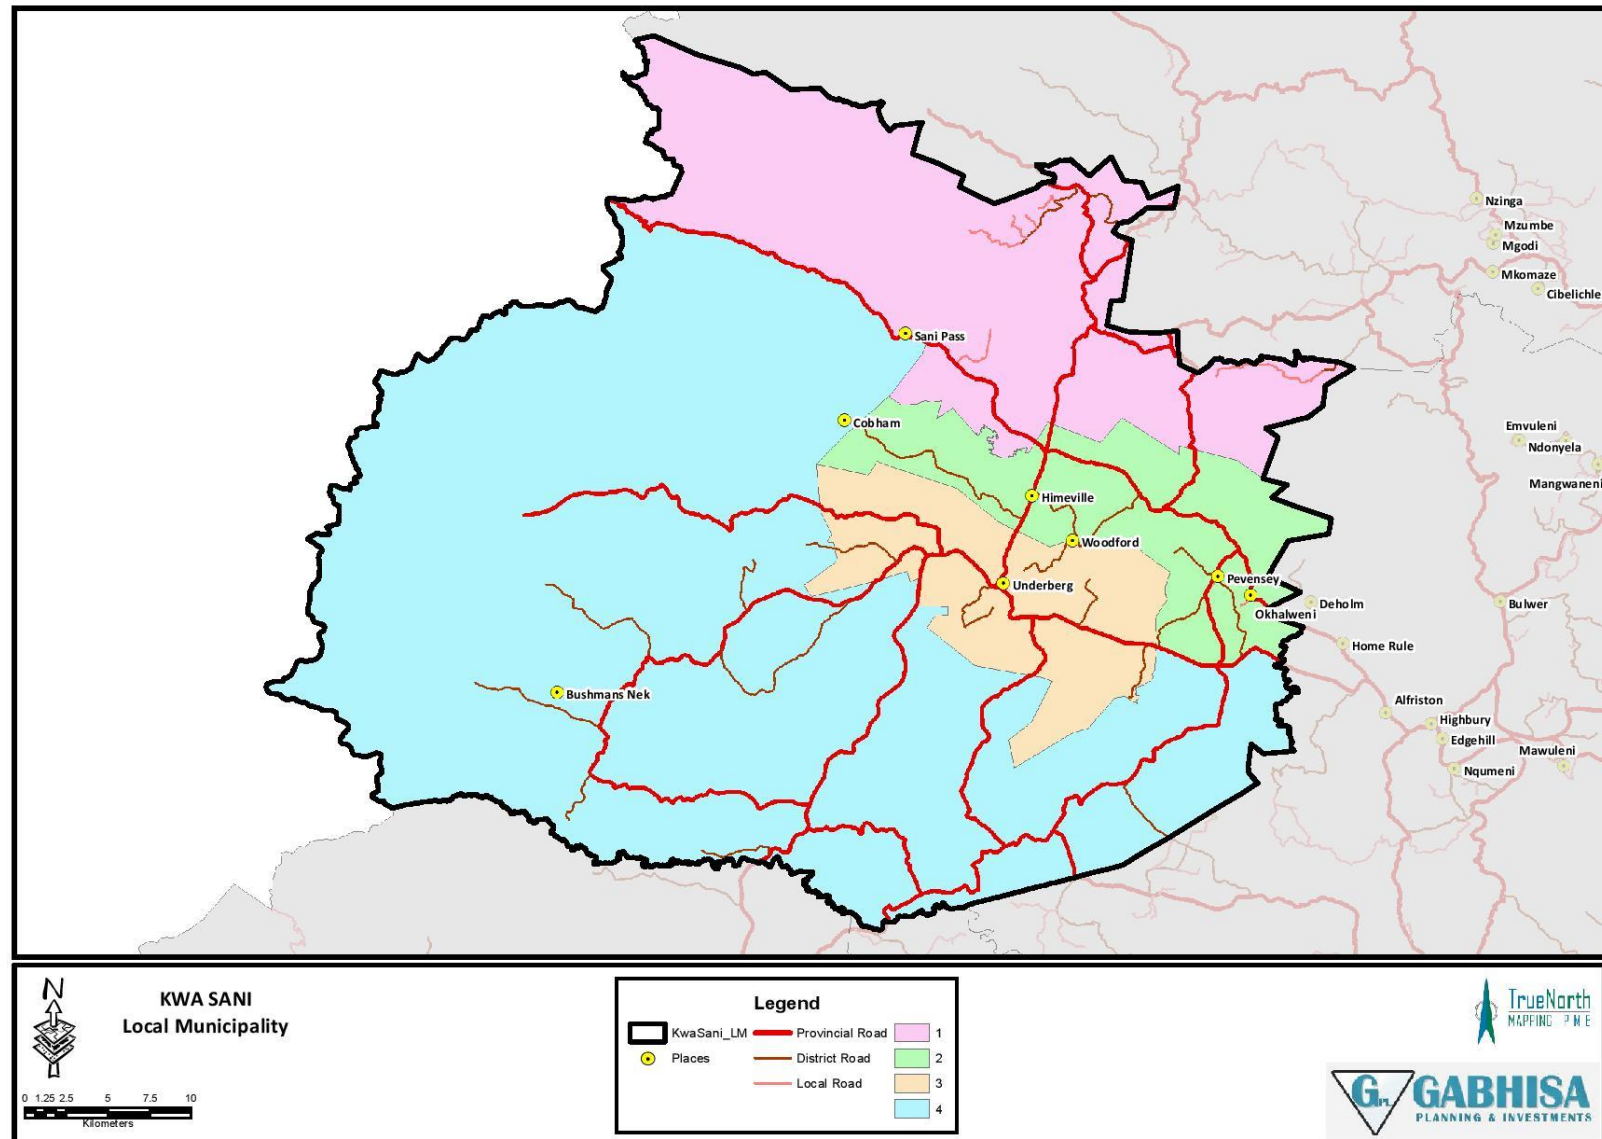 Nzinga
Mzumbe
Mgodi
Mkomaze
Cibelichle
Sani Pass
Cobham
Emvuleni
Ndonyela
Mangwaneni
Himeville
Woodford
Underberg
Pevensey
Okhalweni
Deholm
Bulwer
Home Rule
Bushmans Nek
Alfriston
Highbury
Edgehill
Mawuleni
Nqumeni
N
KWA SANI
Local Municipality
0 1.25 2.5 5 7.5 10
Kilometers
Legend
KwaSani_LM Provincial Road 1
Places District Road 2
Local Road 3
4
TrueNorth
MAPPING PME
GPL GABHISA
PLANNING & INVESTMENTS